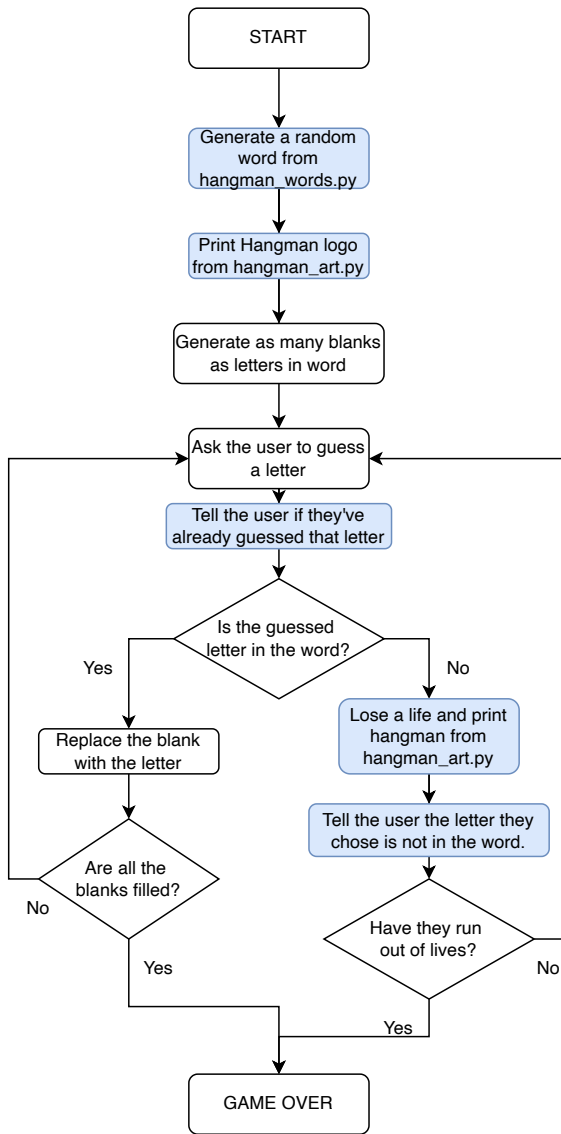 START
Generate a random
word from
hangman_words.py
Print Hangman logo
from hangman_art.py
Generate as many blanks
as letters in word
Ask the user to guess
a letter
Tell the user if they've
already guessed that letter
Is the guessed
letter in the word?
Yes
No
Replace the blank
with the letter
Lose a life and print
hangman from
hangman_art.py
Tell the user the letter they
chose is not in the word.
Are all the
blanks filled?
No
Yes
Have they run
out of lives?
No
Yes
GAME OVER